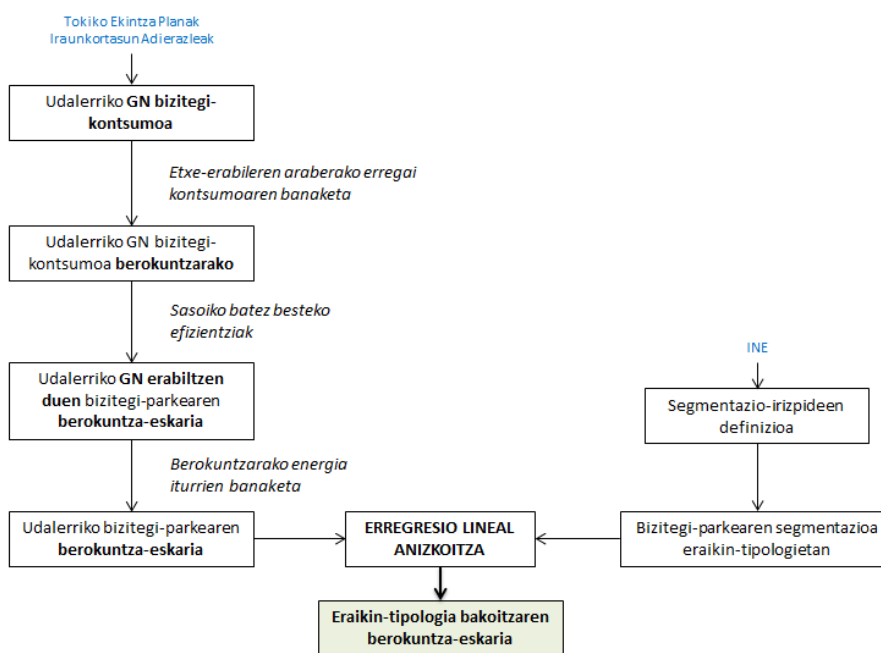 Tokiko Ekintza Planak
Iraunkortasun Adierazleak
Udalerriko GN bizitegi-
kontsumoa
Etxe-erabileren araberako erregai
kontsumoaren banaketa
Udalerriko GN bizitegi-
kontsumoa berokuntzarako
Sasoiko batez besteko
efizientziak
Udalerriko GN erabiltzen
duen bizitegi-parkearen
berokuntza-eskaria
Berokuntzarako energia
iturrien banaketa
Udalerriko bizitegi-parkearen
berokuntza-eskaria
INE
Segmentazio-irizpideen
definizioa
Bizitegi-parkearen segmentazioa
eraikin-tipologietan
ERREGRESIO LINEAL
ANIZKOITZA
Eraikin-tipologia bakoitzaren
berokuntza-eskaria